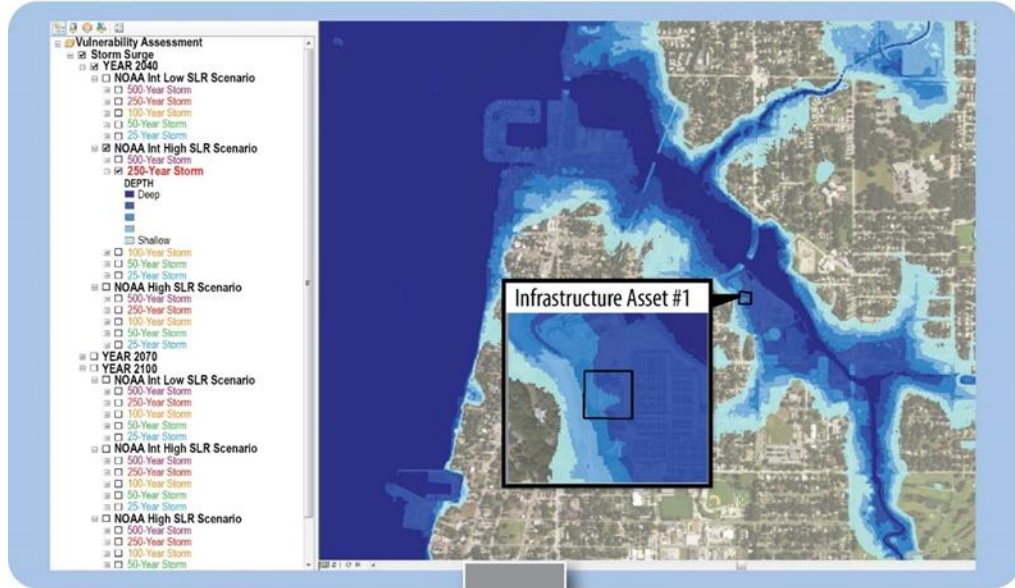 Vulnerability Assessment
Storm Surge
YEAR 2040
NOAA Int Low SLR Scenario
500-Year Storm
250-Year Storm
100-Year Storm
50-Year Storm
25-Year Storm
NOAA Int High SLR Scenario
500-Year Storm
250-Year Storm
DEPTH
Deep
Shallow
100-Year Storm
50-Year Storm
25-Year Storm
NOAA High SLR Scenario
500-Year Storm
250-Year Storm
100-Year Storm
50-Year Storm
25-Year Storm
YEAR 2070
YEAR 2100
NOAA Int Low SLR Scenario
500-Year Storm
250-Year Storm
100-Year Storm
50-Year Storm
25-Year Storm
NOAA Int High SLR Scenario
500-Year Storm
250-Year Storm
100-Year Storm
50-Year Storm
25-Year Storm
NOAA High SLR Scenario
500-Year Storm
250-Year Storm
100-Year Storm
50-Year Storm
Infrastructure Asset #1